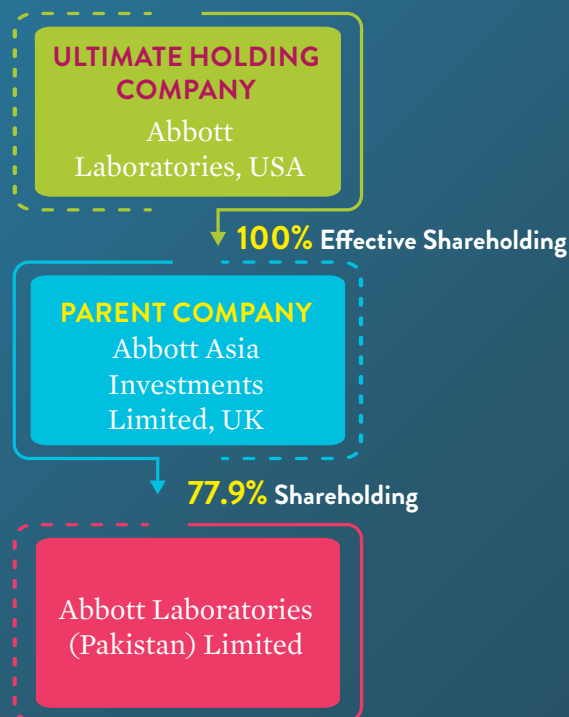 ULTIMATE HOLDING
COMPANY
Abbott
Laboratories, USA
100% Effective Shareholding
PARENT COMPANY
Abbott Asia
Investments
Limited, UK
77.9% Shareholding
Abbott Laboratories
(Pakistan) Limited